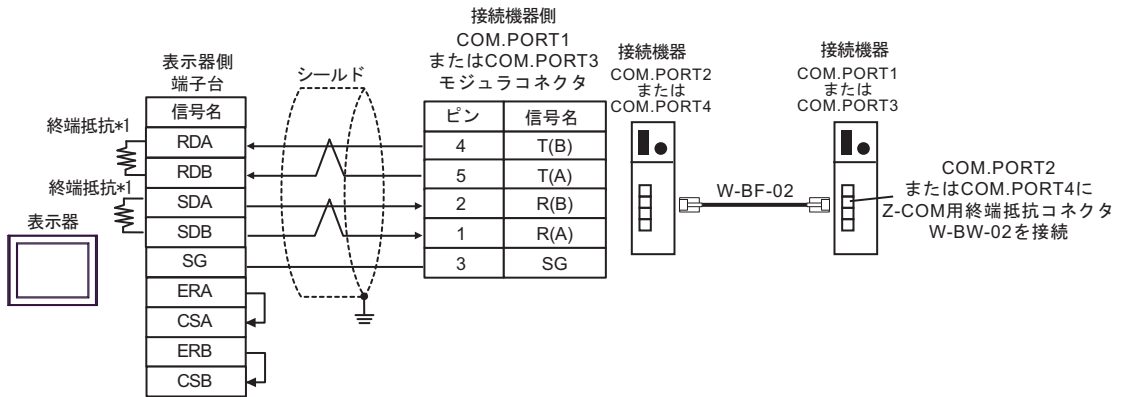 接続機器側
COM.PORT1
またはCOM.PORT3
モジュラコネクタ
表示器側
端子台
シールド
接続機器
COM.PORT2
または
COM.PORT4
接続機器
COM.PORT1
または
COM.PORT3
信号名
RDA
RDB
SDA
SDB
SG
ERA
CSA
ERB
CSB
終端抵抗*1
終端抵抗*1
表示器
ピン 信号名
4 T(B)
5 T(A)
2 R(B)
1 R(A)
3 SG
W-BF-02
COM.PORT2
またはCOM.PORT4に
Z-COM用終端抵抗コネクタ
W-BW-02を接続